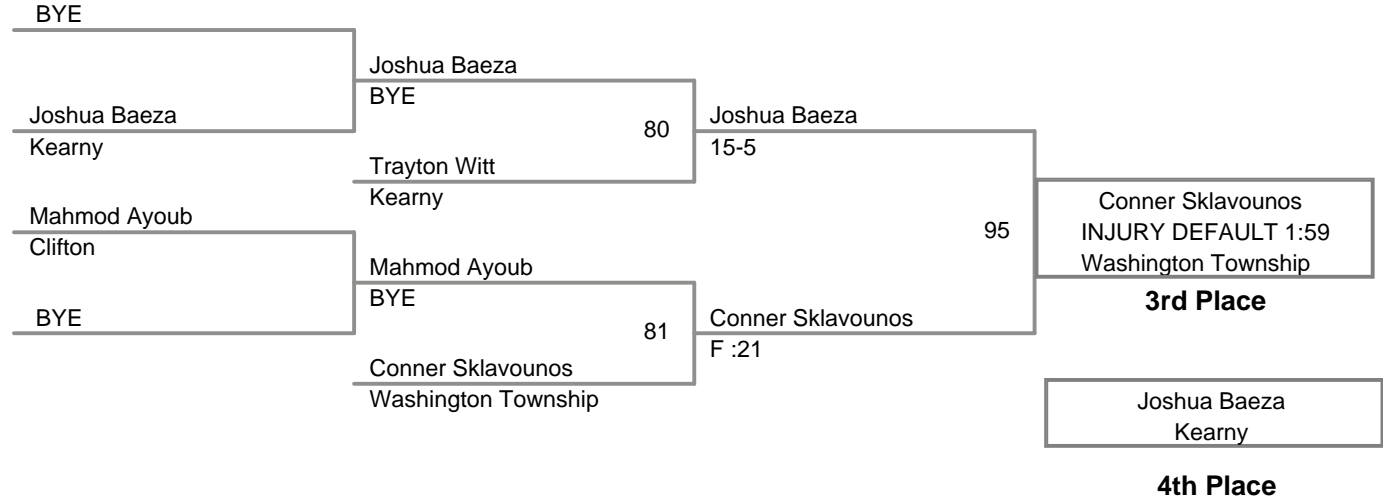 BYE
Joshua Baeza
BYE
Joshua Baeza
Kearny
80
Joshua Baeza
15-5
Trayton Witt
Kearny
Mahmod Ayoub
Clifton
95
Conner Sklavounos
INJURY DEFAULT 1:59
Washington Township
3rd Place
Mahmod Ayoub
BYE
BYE
81
Conner Sklavounos
F :21
Conner Sklavounos
Washington Township
Joshua Baeza
Kearny
4th Place